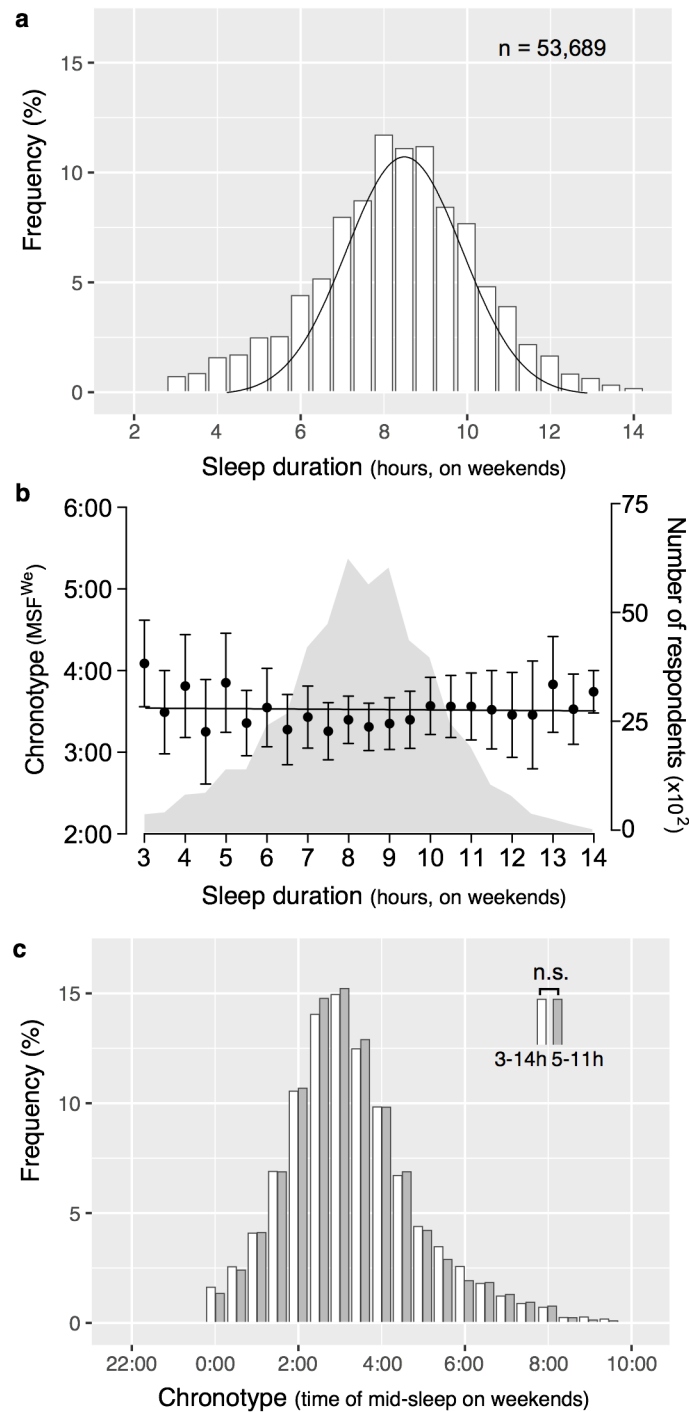 a
n = 53,689
15
10
5
0
Frequency (%)
2 4 6 8 10 12 14
Sleep duration (hours, on weekends)
b
6:00
5:00
4:00
3:00
2:00
Chronotype (MSF^We)
75
50
25
0
Number of respondents (x10²)
3 4 5 6 7 8 9 10 11 12 13 14
Sleep duration (hours, on weekends)
c
n.s.
3-14h 5-11h
15
10
5
0
Frequency (%)
22:00 0:00 2:00 4:00 6:00 8:00 10:00
Chronotype (time of mid-sleep on weekends)